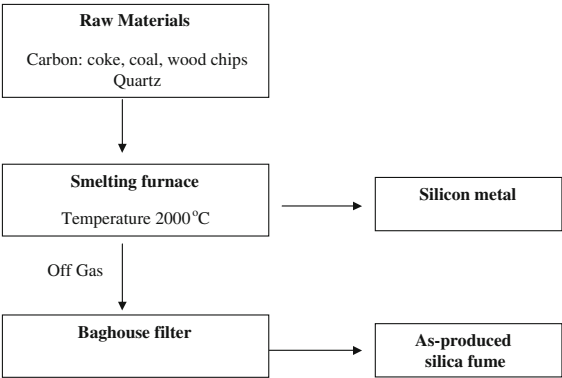 Raw Materials
Carbon: coke, coal, wood chips
Quartz
Smelting furnace
Temperature 2000°C
Silicon metal
Off Gas
Baghouse filter
As-produced
silica fume